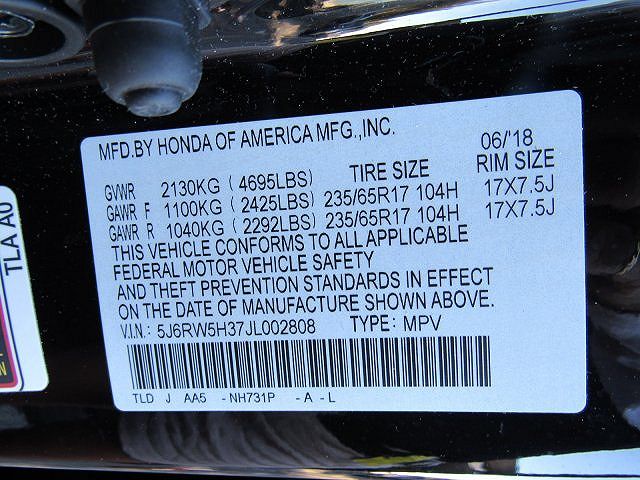 MFD.BY HONDA OF AMERICA MFG.,INC.
06/'18
TIRE SIZE RIM SIZE
GVWR 2130KG ( 4695LBS)
GAWR F 1100KG ( 2425LBS) 235/65R17 104H 17X7.5J
GAWR R 1040KG ( 2292LBS) 235/65R17 104H 17X7.5J
THIS VEHICLE CONFORMS TO ALL APPLICABLE
FEDERAL MOTOR VEHICLE SAFETY
AND THEFT PREVENTION STANDARDS IN EFFECT
ON THE DATE OF MANUFACTURE SHOWN ABOVE.
V.I.N.: 5J6RW5H37JL002808 TYPE: MPV
TLD J AA5 -NH731P -A -L
TLA A0